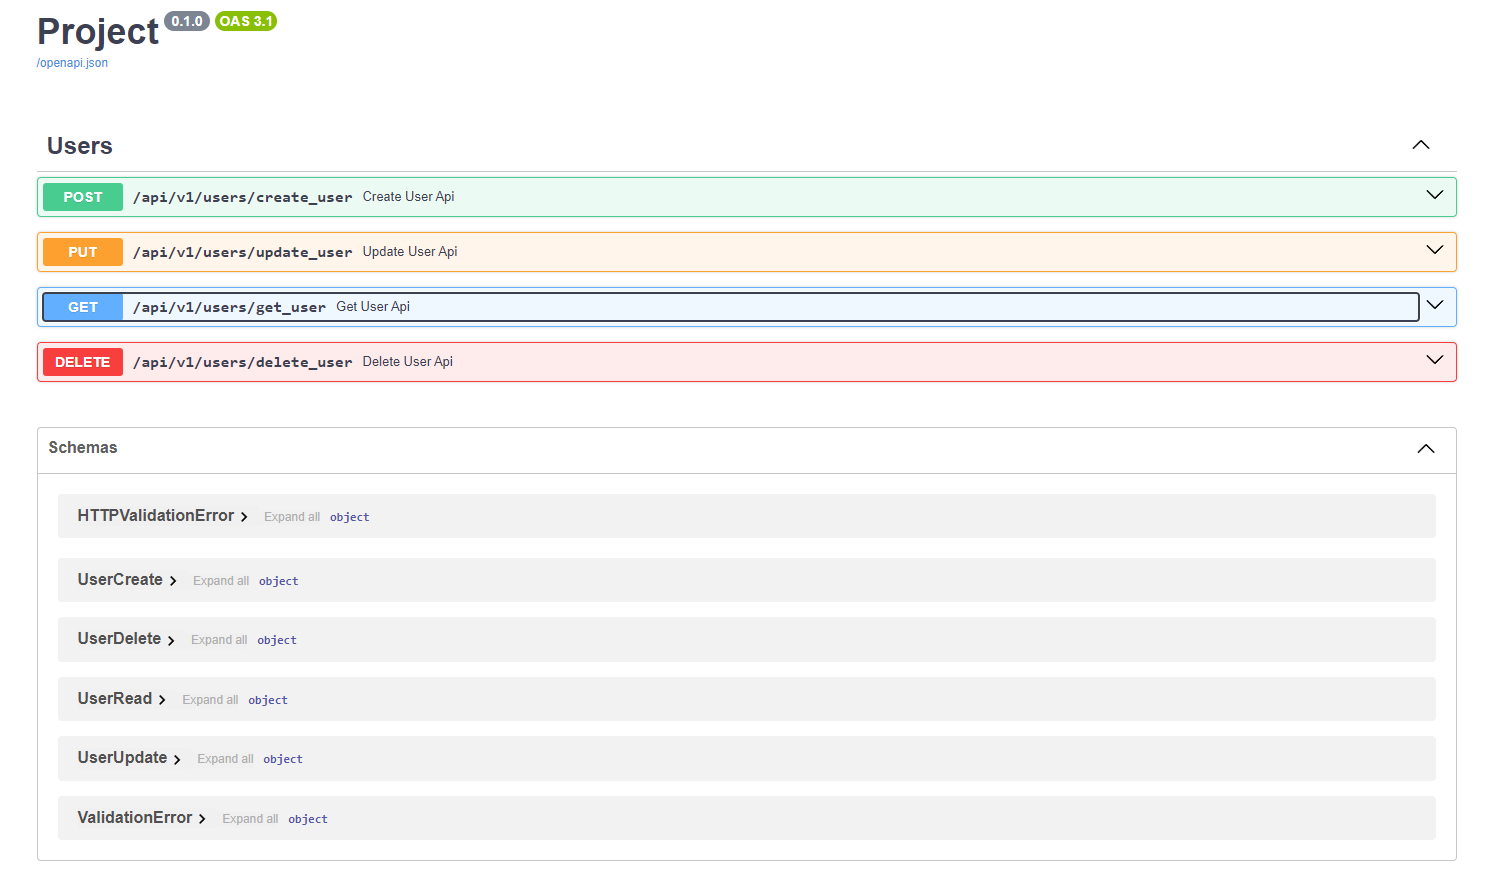 Project 0.1.0 OAS 3.1
/openapi.json
Users
POST /api/v1/users/create_user Create User Api
PUT /api/v1/users/update_user Update User Api
GET /api/v1/users/get_user Get User Api
DELETE /api/v1/users/delete_user Delete User Api
Schemas
HTTPValidationError Expand all object
UserCreate Expand all object
UserDelete Expand all object
UserRead Expand all object
UserUpdate Expand all object
ValidationError Expand all object